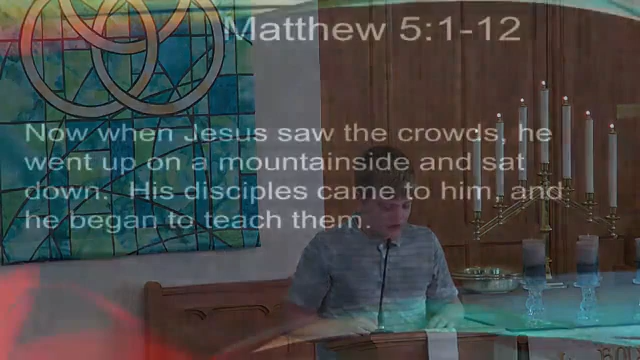 Matthew 5:1-12
Now when Jesus saw the crowds, he
went up on a mountainside and sat
down. His disciples came to him, and
he began to teach them.